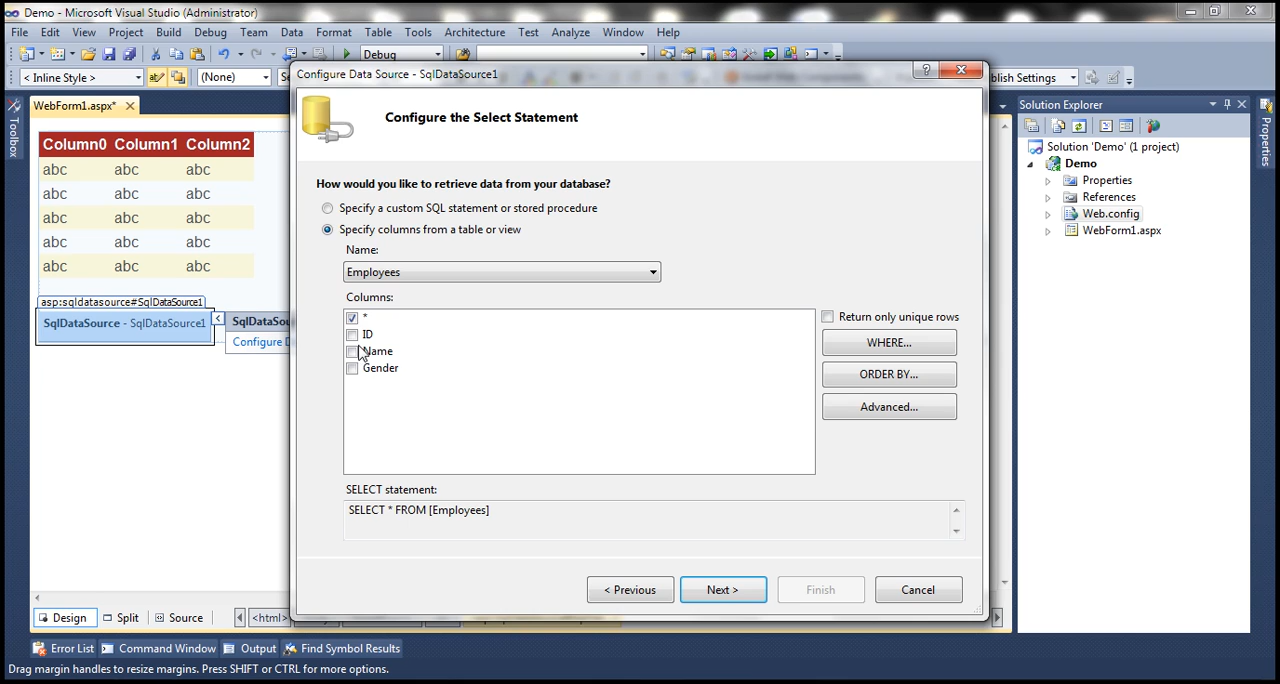 Demo - Microsoft Visual Studio (Administrator)
File Edit View Project Build Debug Team Data Format Table Tools Architecture Test Analyze Window Help
Debug
< Inline Style > (None)
WebForm1.aspx*
Toolbox
Column0 Column1 Column2
abc abc abc
abc abc abc
abc abc abc
abc abc abc
abc abc abc
asp:sqldatasource#SqlDataSource1
SqlDataSource - SqlDataSource1
Configure Data Source - SqlDataSource1
Configure the Select Statement
How would you like to retrieve data from your database?
Specify a custom SQL statement or stored procedure
Specify columns from a table or view
Name:
Employees
Columns:
*
ID
Name
Gender
Return only unique rows
WHERE...
ORDER BY...
Advanced...
SELECT statement:
SELECT * FROM [Employees]
< Previous
Next >
Finish
Cancel
Settings
Solution Explorer
Solution 'Demo' (1 project)
Demo
Properties
References
Web.config
WebForm1.aspx
Properties
Design Split Source <html>
Error List Command Window Output Find Symbol Results
Drag margin handles to resize margins. Press SHIFT or CTRL for more options.